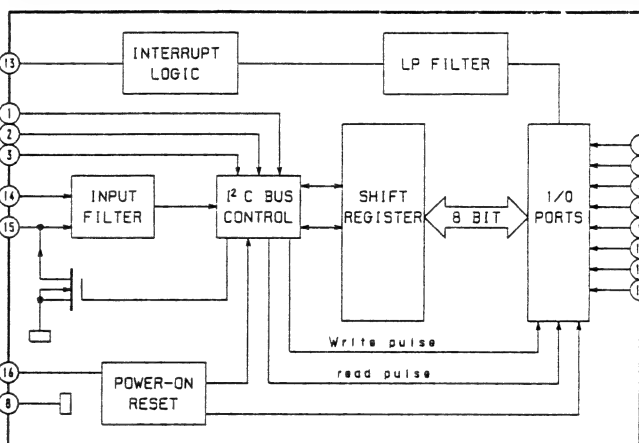 13
INTERRUPT
LOGIC
LP FILTER
1
2
3
14
15
INPUT
FILTER
I² C BUS
CONTROL
SHIFT
REGISTER
8 BIT
I/O
PORTS
Write pulse
read pulse
16
8
POWER-ON
RESET